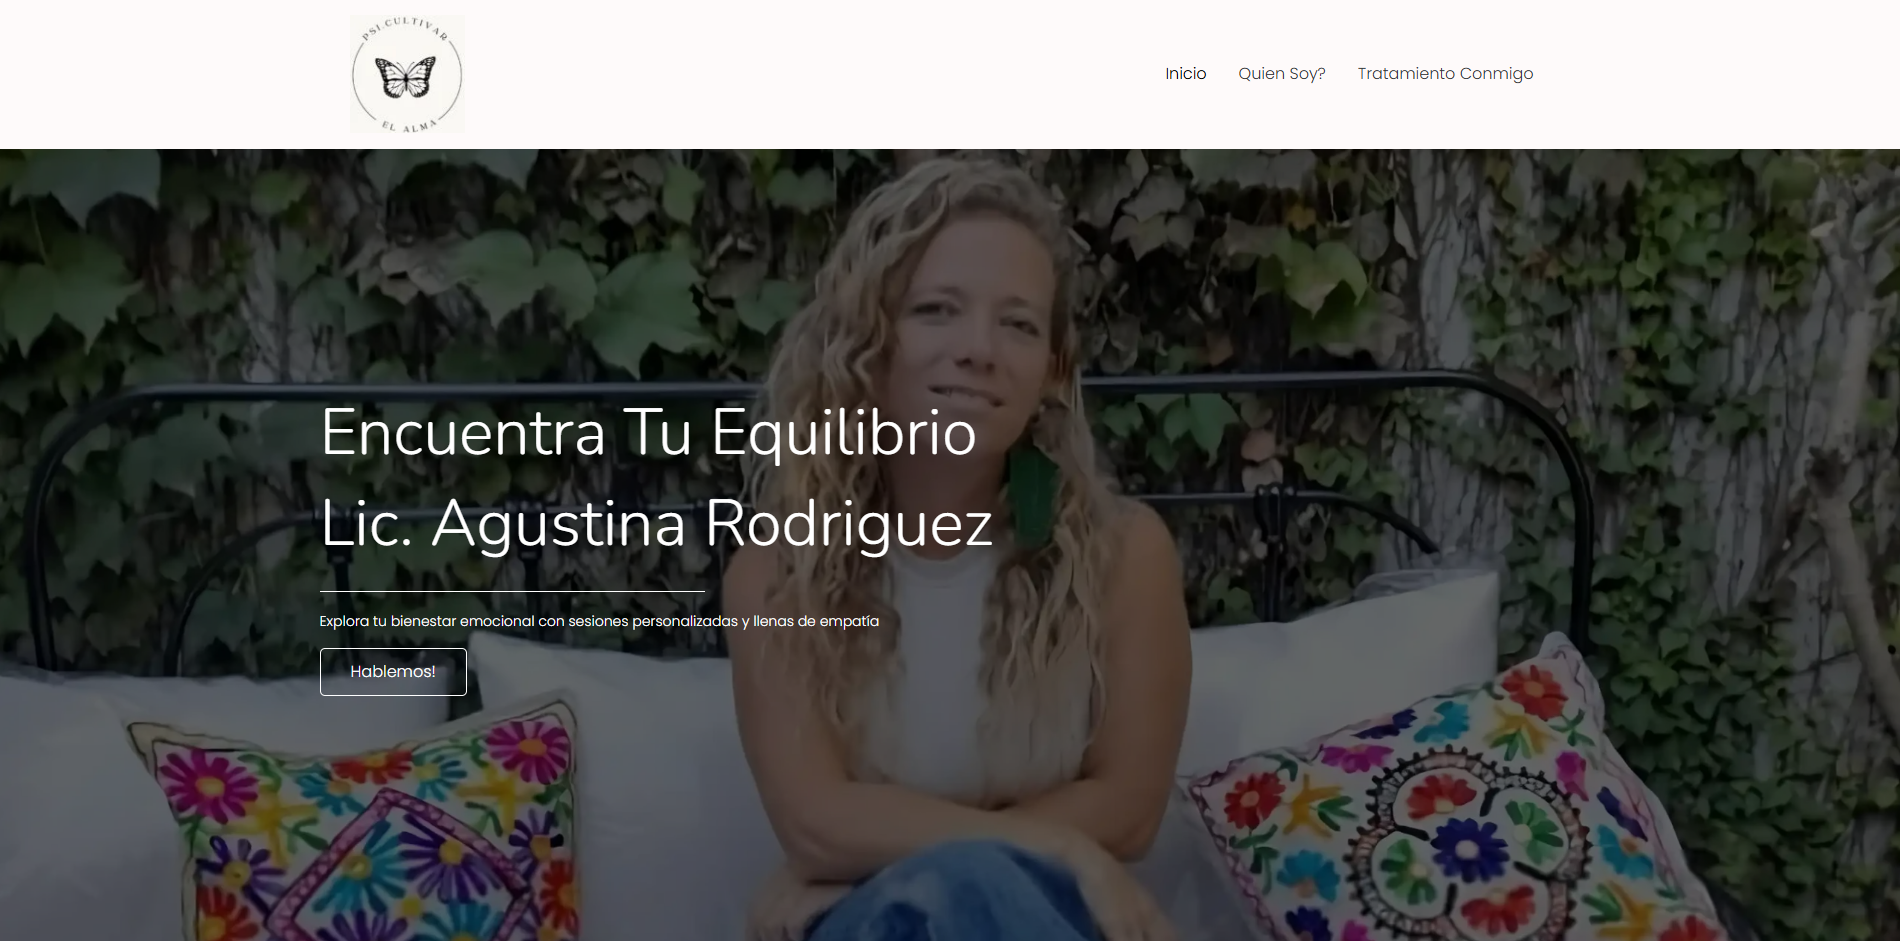 PSI.CULTIVAR
EL ALMA
Inicio
Quien Soy?
Tratamiento Conmigo
Encuentra Tu Equilibrio
Lic. Agustina Rodriguez
Explora tu bienestar emocional con sesiones personalizadas y llenas de empatía
Hablemos!